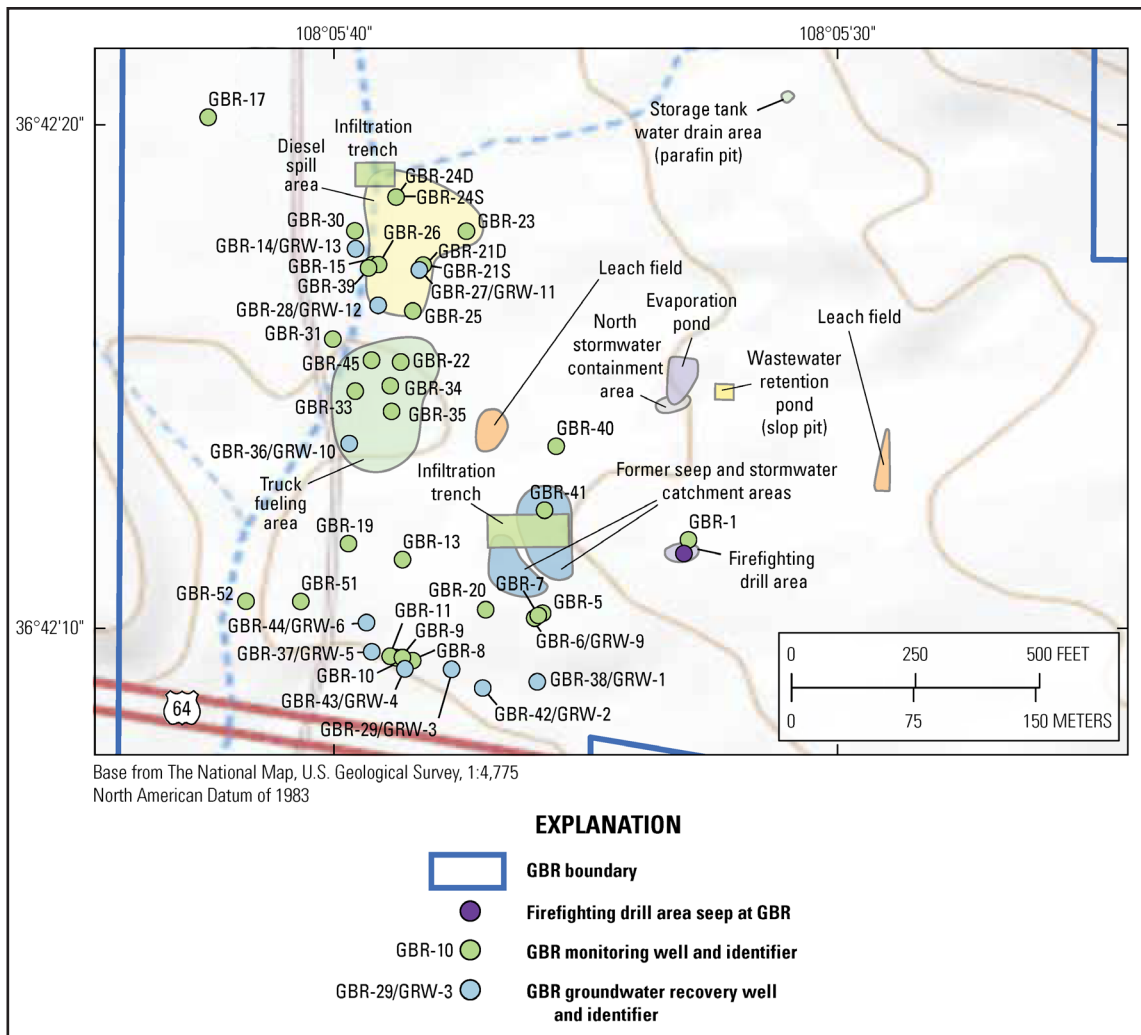 108°05'40"
108°05'30"
36°42'20"
36°42'10"
GBR-17
Infiltration
trench
Diesel
spill
area
GBR-24D
GBR-24S
GBR-30
GBR-23
GBR-14/GRW-13
GBR-26
GBR-15
GBR-21D
GBR-39
GBR-21S
GBR-27/GRW-11
GBR-28/GRW-12
GBR-25
Storage tank
water drain area
(parafin pit)
Leach field
Evaporation
pond
North
stormwater
containment
area
Leach field
Wastewater
retention
pond
(slop pit)
GBR-31
GBR-45
GBR-22
GBR-34
GBR-33
GBR-35
GBR-36/GRW-10
Truck
fueling
area
GBR-40
Infiltration
trench
Former seep and stormwater
catchment areas
GBR-41
GBR-1
Firefighting
drill area
GBR-19
GBR-13
GBR-7
GBR-52
GBR-51
GBR-20
GBR-5
GBR-44/GRW-6
GBR-11
GBR-6/GRW-9
GBR-9
GBR-37/GRW-5
GBR-8
GBR-10
GBR-43/GRW-4
GBR-38/GRW-1
GBR-29/GRW-3
GBR-42/GRW-2
64
0 250 500 FEET
0 75 150 METERS
Base from The National Map, U.S. Geological Survey, 1:4,775
North American Datum of 1983
EXPLANATION
GBR boundary
Firefighting drill area seep at GBR
GBR-10 GBR monitoring well and identifier
GBR-29/GRW-3 GBR groundwater recovery well
and identifier